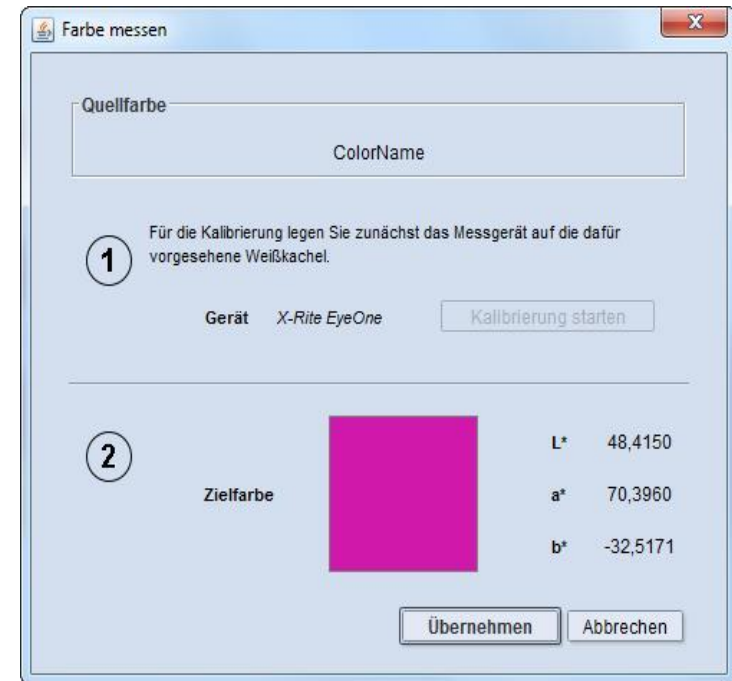 Farbe messen
Quellfarbe
ColorName
1
Für die Kalibrierung legen Sie zunächst das Messgerät auf die dafür
vorgesehene Weißkachel.
Gerät X-Rite EyeOne Kalibrierung starten
2
L* 48,4150
Zielfarbe a* 70,3960
b* -32,5171
Übernehmen Abbrechen